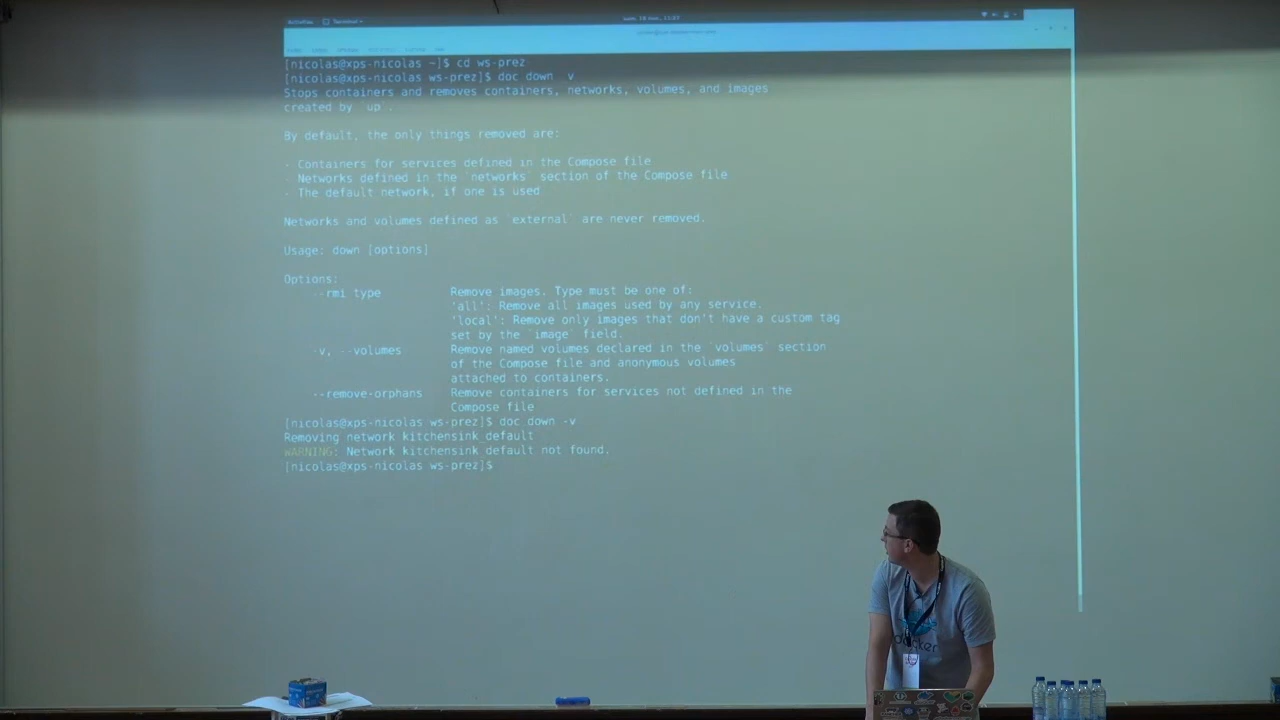 Terminal
[nicolas@xps-nicolas ~]$ cd ws-prez
[nicolas@xps-nicolas ws-prez]$ doc down  v
Stops containers and removes containers, networks, volumes, and images
created by `up`.
By default, the only things removed are:
- Containers for services defined in the Compose file
- Networks defined in the `networks` section of the Compose file
- The default network, if one is used
Networks and volumes defined as `external` are never removed.
Usage: down [options]
Options:
--rmi type Remove images. Type must be one of:
'all': Remove all images used by any service.
'local': Remove only images that don't have a custom tag
set by the `image` field.
-v, --volumes Remove named volumes declared in the `volumes` section
of the Compose file and anonymous volumes
attached to containers.
--remove-orphans Remove containers for services not defined in the
Compose file
[nicolas@xps-nicolas ws-prez]$ doc down -v
Removing network kitchensink default
WARNING: Network kitchensink default not found.
[nicolas@xps-nicolas ws-prez]$
docker